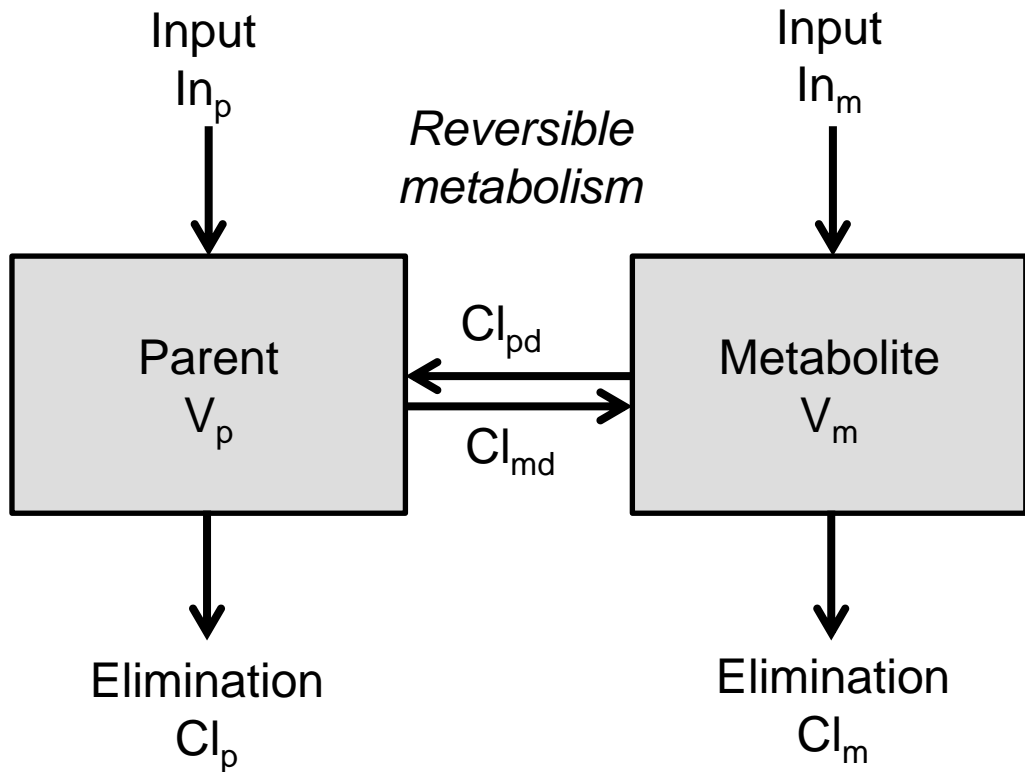 Input
In_p
Input
In_m
Reversible
metabolism
Parent
V_p
Cl_pd
Cl_md
Metabolite
V_m
Elimination
Cl_p
Elimination
Cl_m